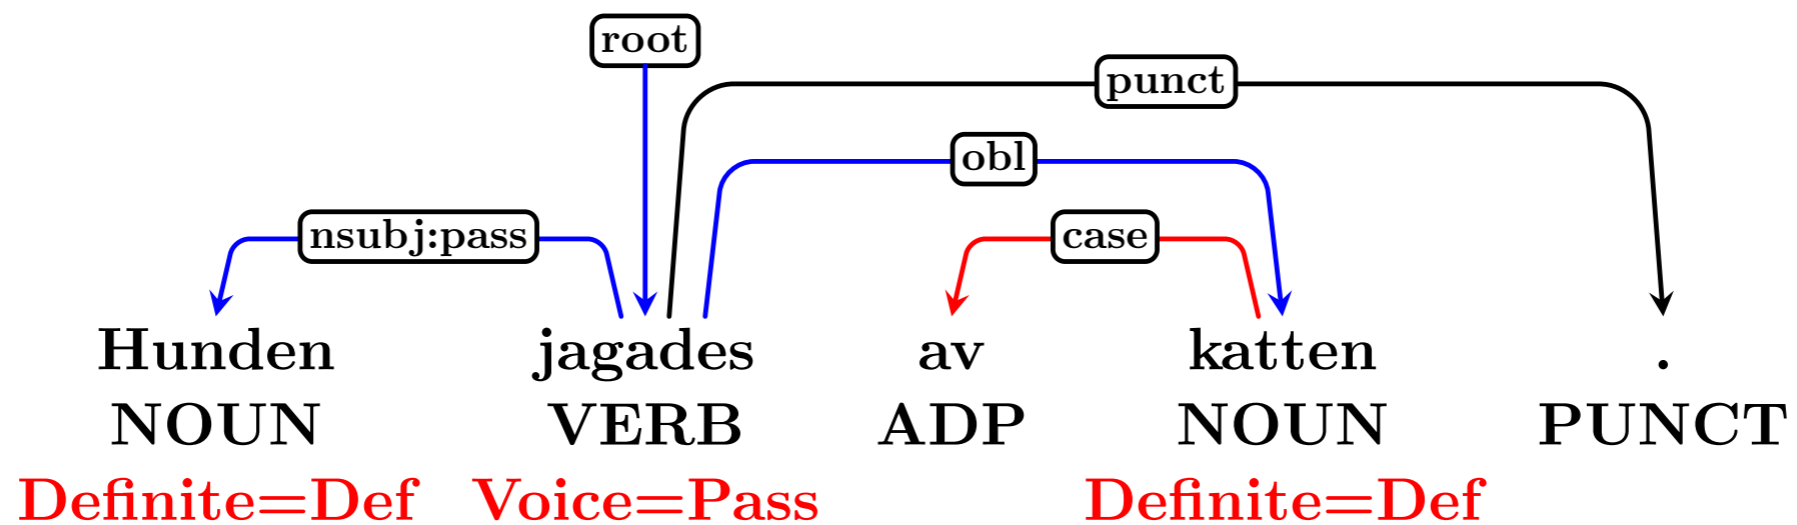 root
punct
obl
nsubj:pass case
Hunden jagades av katten .
NOUN VERB ADP NOUN PUNCT
Definite=Def Voice=Pass Definite=Def